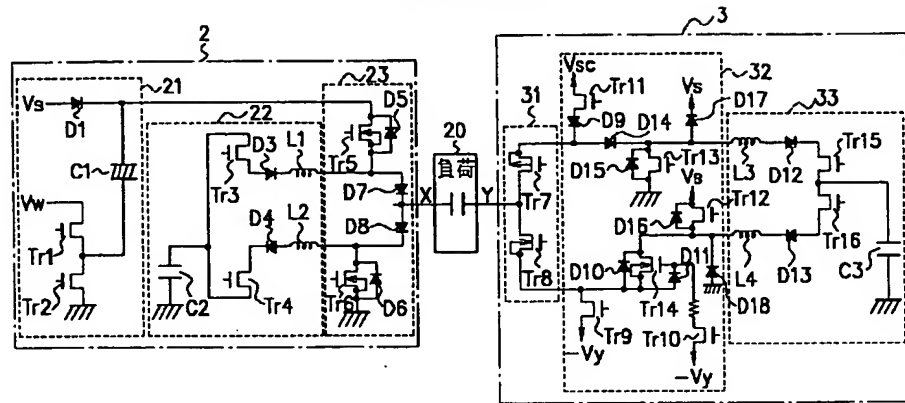 2
3
21
22
23
31
32
33
Vs
D1
C1
Vw
Tr1
Tr2
C2
Tr3
D3
L1
D4
L2
Tr4
Tr5
D5
D7
D8
Tr6
D6
X
20
負荷
Y
Tr7
Tr8
Vsc
Tr11
D9
D14
Vs
D17
D15
Tr13
VB
Tr12
D16
D10
D11
Tr14
D18
Tr9
-Vy
Tr10
-Vy
L3
D12
Tr15
L4
D13
Tr16
C3